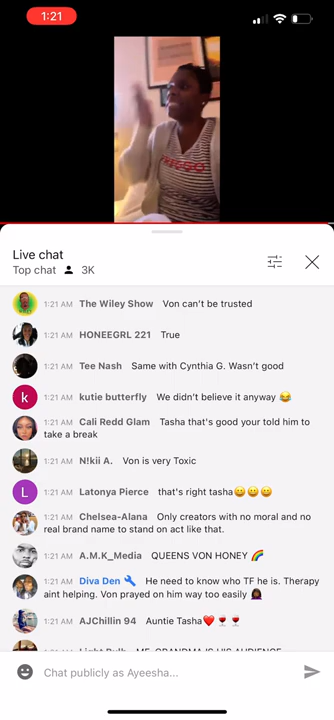 1:21
Live chat
Top chat 3K
1:21 AM The Wiley Show Von can't be trusted
1:21 AM HONEEGRL 221 True
1:21 AM Tee Nash Same with Cynthia G. Wasn't good
k 1:21 AM kutie butterfly We didn't believe it anyway 😂
1:21 AM Cali Redd Glam Tasha that's good your told him to
take a break
1:21 AM N!kii A. Von is very Toxic
L 1:21 AM Latonya Pierce that's right tasha😀😀😀
1:21 AM Chelsea-Alana Only creators with no moral and no
real brand name to stand on act like that.
1:21 AM A.M.K_Media QUEENS VON HONEY 🌈
1:21 AM Diva Den 🔧 He need to know who TF he is. Therapy
aint helping. Von prayed on him way too easily 🤷🏾‍♀️
1:21 AM AJChillin 94 Auntie Tasha❤️🍷🍷
Chat publicly as Ayeesha...